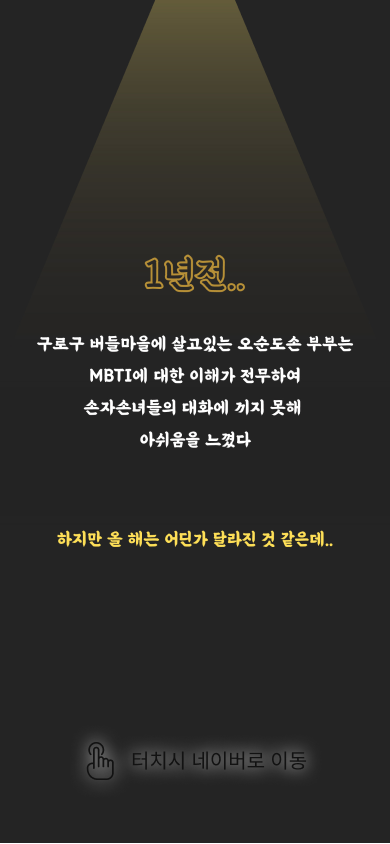 1년전..
구로구 버들마을에 살고있는 오순도손 부부는
MBTI에 대한 이해가 전무하여
손자손녀들의 대화에 끼지 못해
아쉬움을 느꼈다
하지만 올 해는 어딘가 달라진 것 같은데..
터치시 네이버로 이동